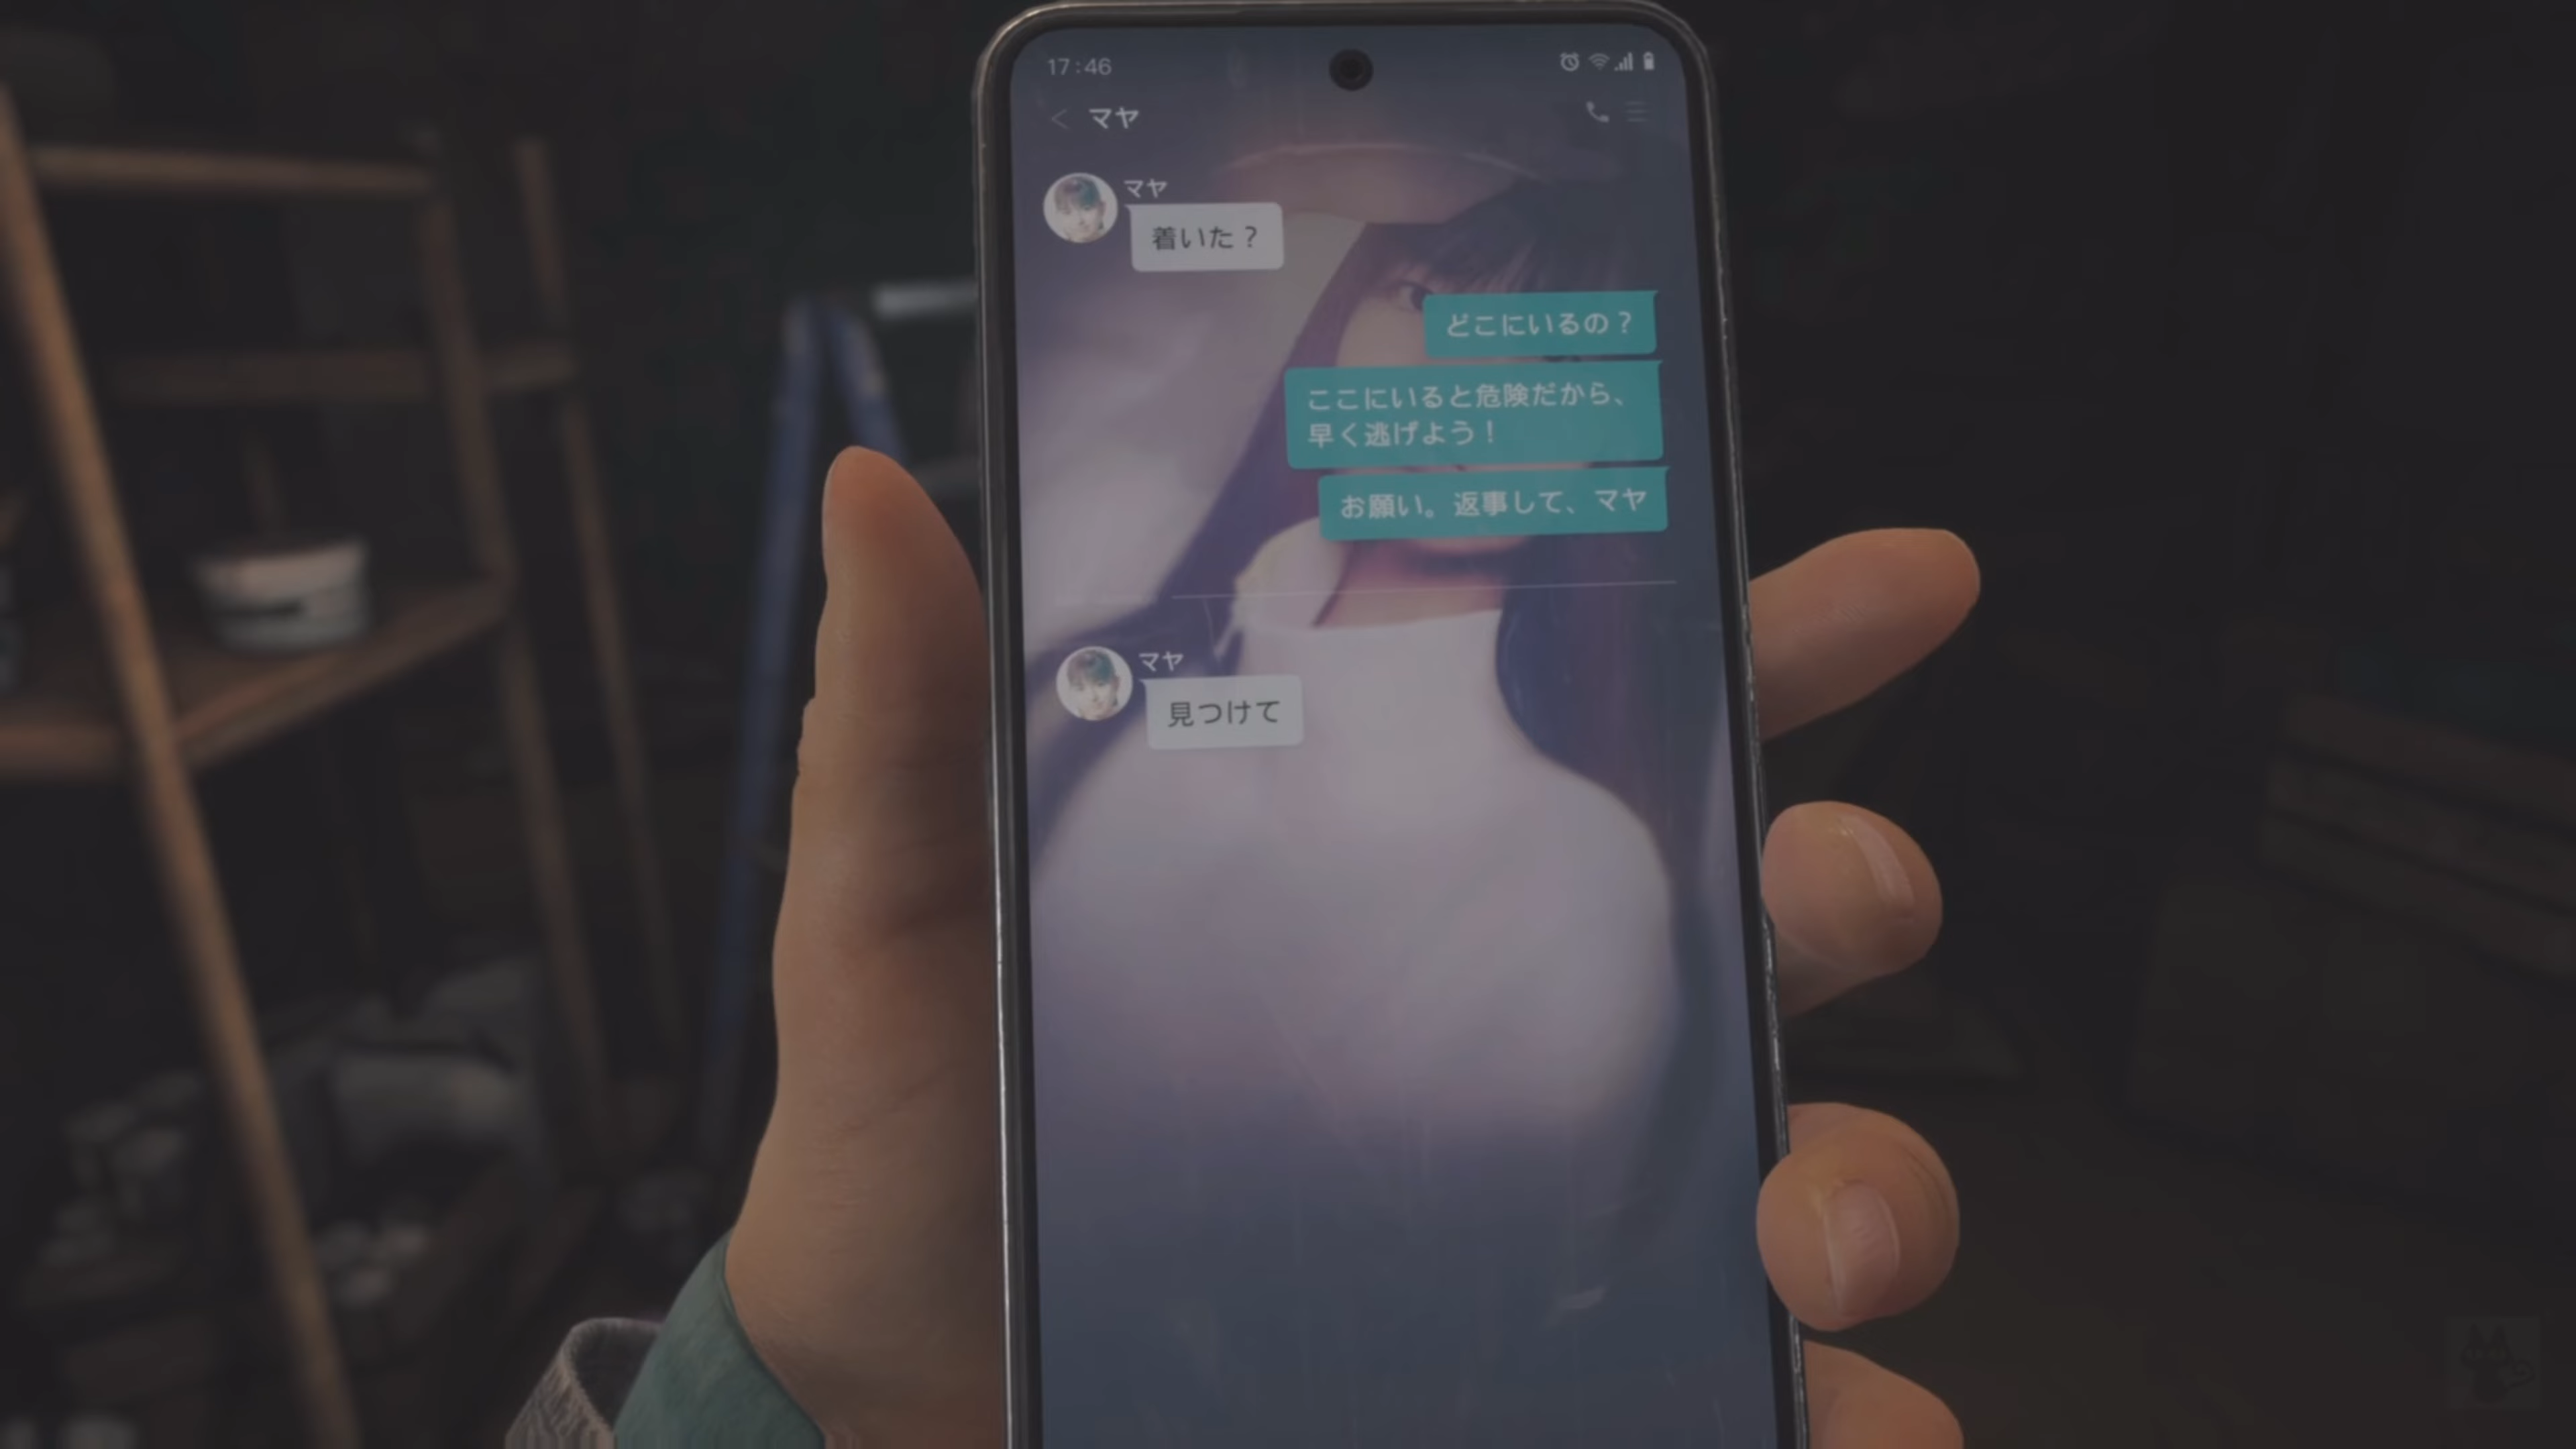 17:46
マヤ
マヤ
着いた？
どこにいるの？
ここにいると危険だから、
早く逃げよう！
お願い。返事して、マヤ
マヤ
見つけて